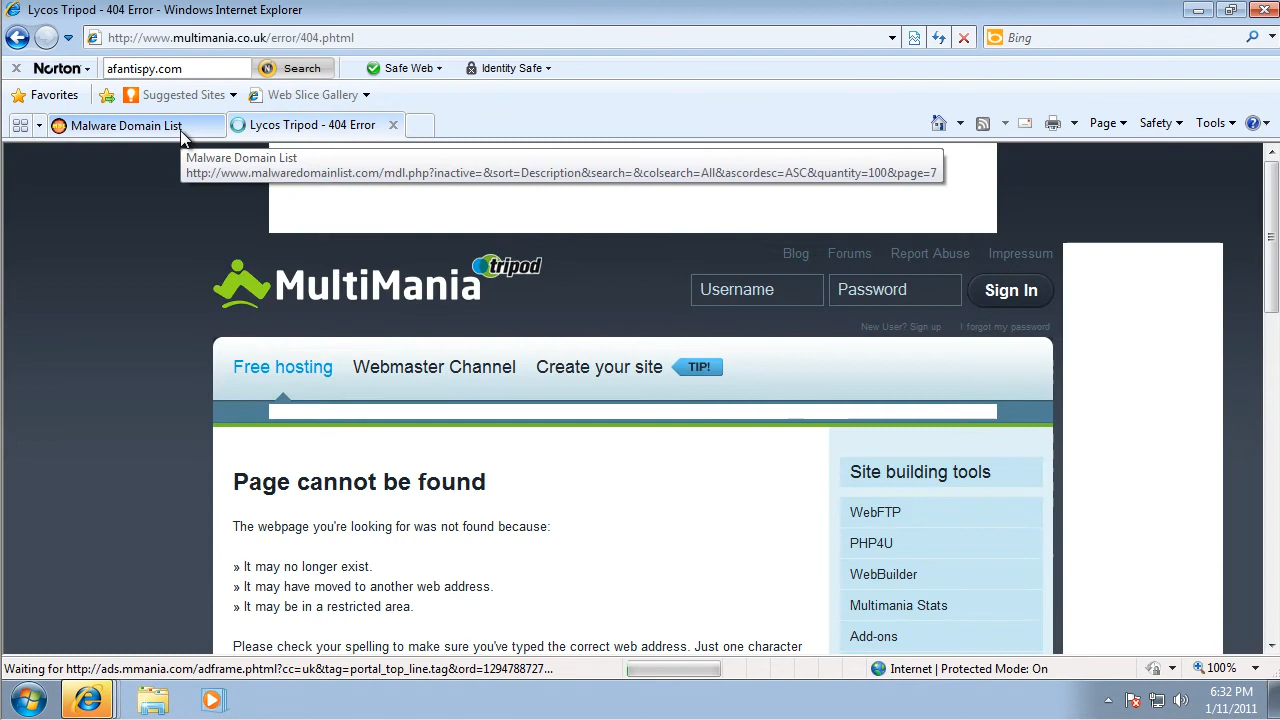 Lycos Tripod - 404 Error - Windows Internet Explorer
http://www.multimania.co.uk/error/404.phtml
Bing
Norton
afantispy.com
Search
Safe Web
Identity Safe
Favorites
Suggested Sites
Web Slice Gallery
Malware Domain List
Lycos Tripod - 404 Error
Page
Safety
Tools
Malware Domain List
http://www.malwaredomainlist.com/mdl.php?inactive=&sort=Description&search=&colsearch=All&ascordesc=ASC&quantity=100&page=7
Blog
Forums
Report Abuse
Impressum
MultiMania
tripod
Username
Password
Sign In
New User? Sign up
I forgot my password
Free hosting
Webmaster Channel
Create your site
TIP!
Page cannot be found
The webpage you're looking for was not found because:
» It may no longer exist.
» It may have moved to another web address.
» It may be in a restricted area.
Please check your spelling to make sure you've typed the correct web address. Just one character
Site building tools
WebFTP
PHP4U
WebBuilder
Multimania Stats
Add-ons
Waiting for http://ads.mmania.com/adframe.phtml?cc=uk&tag=portal_top_line.tag&ord=1294788727...
Internet | Protected Mode: On
100%
6:32 PM
1/11/2011